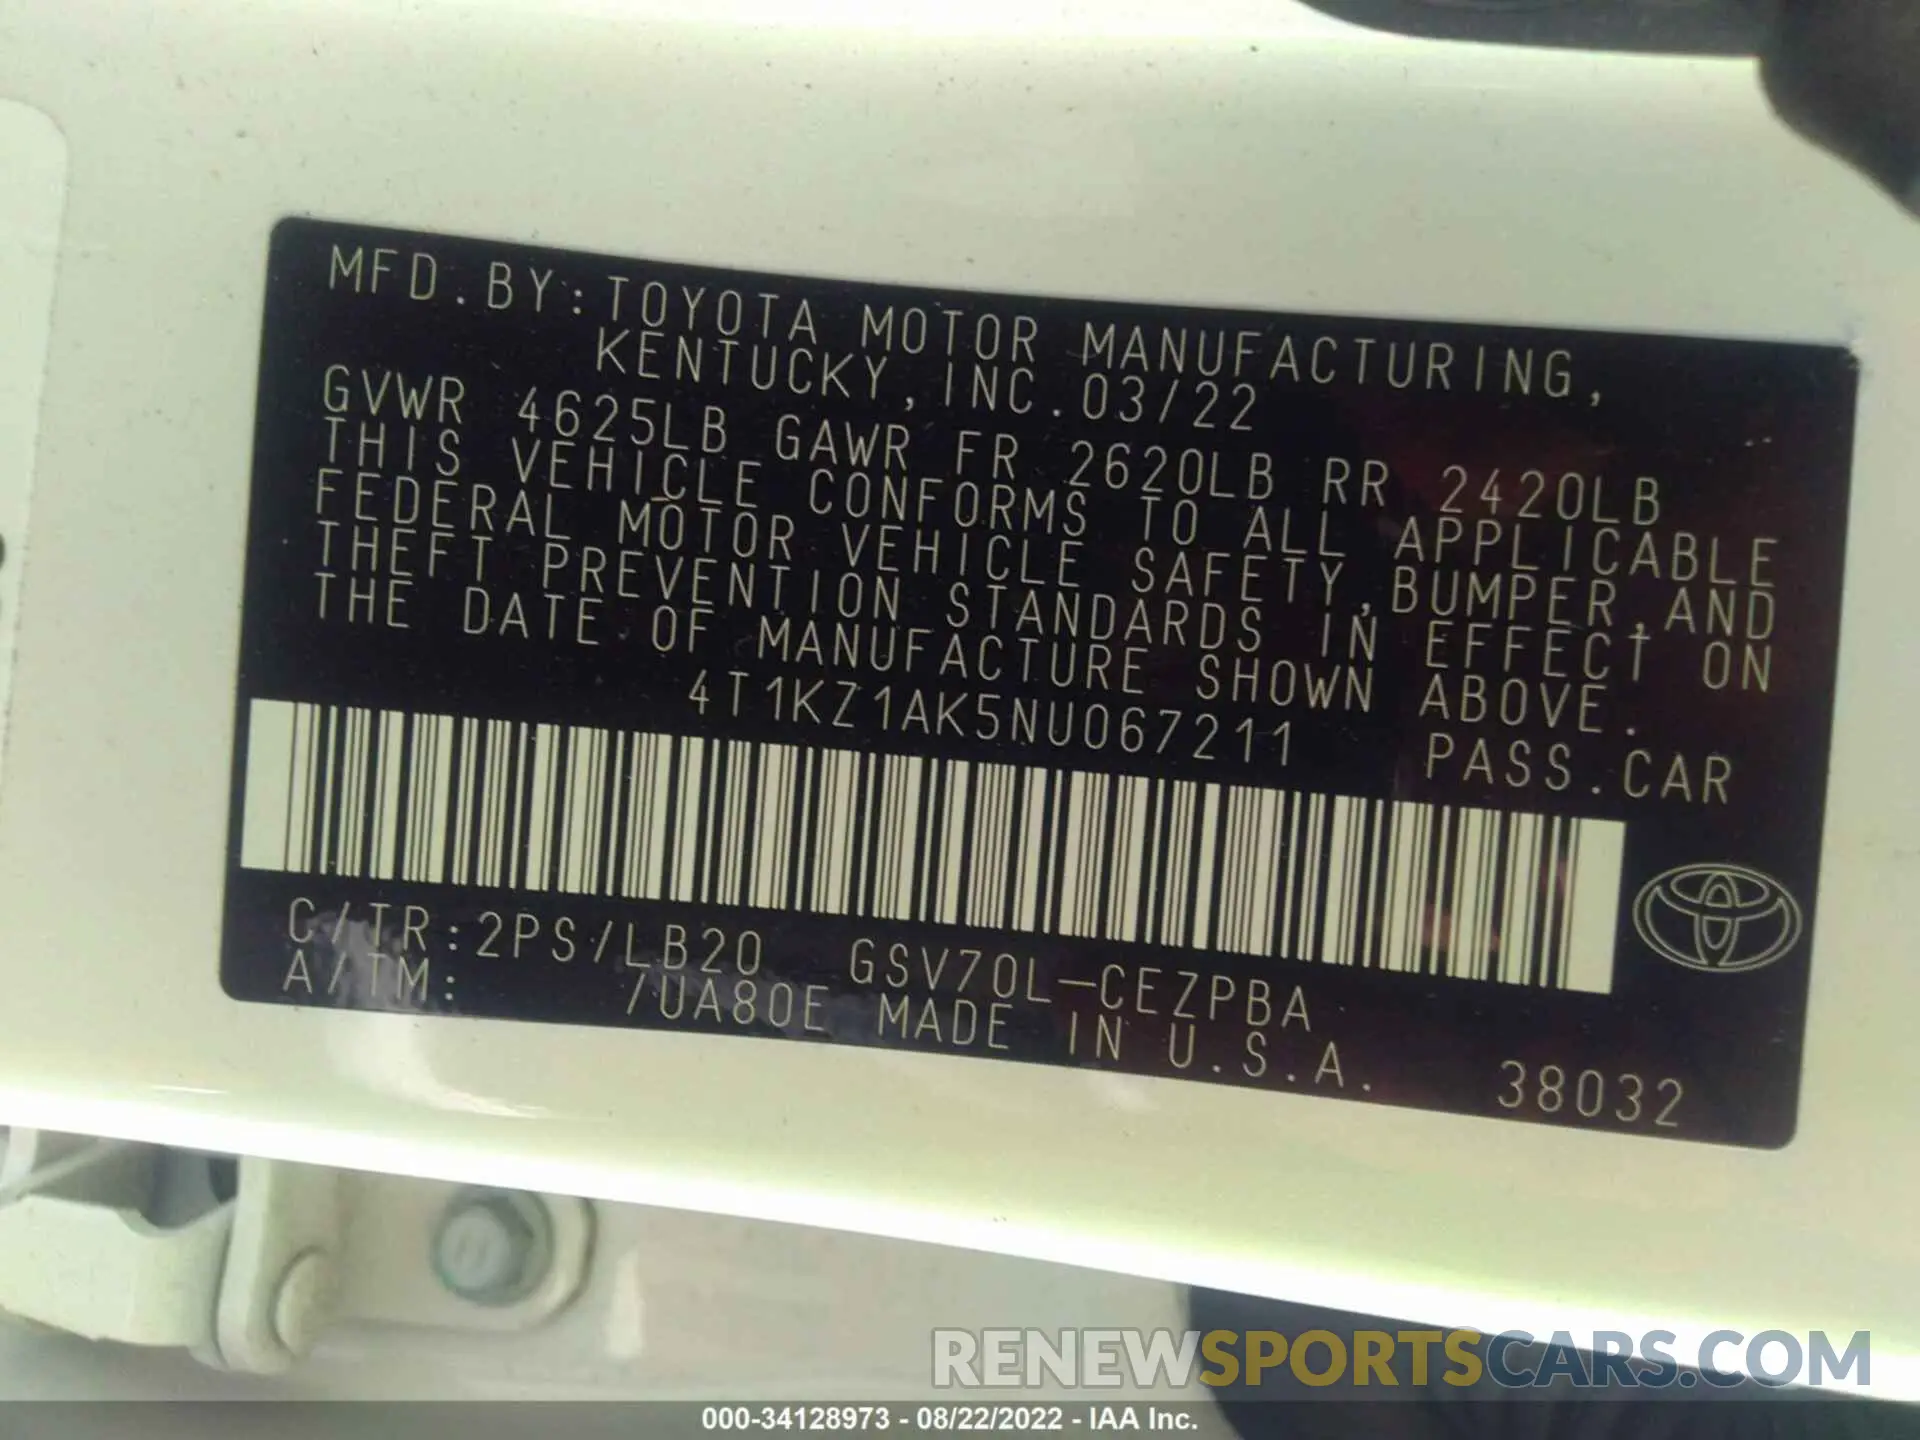 MFD.BY:TOYOTA MOTOR MANUFACTURING,
KENTUCKY,INC.03/22
GVWR 4625LB GAWR FR 2620LB RR 2420LB
THIS VEHICLE CONFORMS TO ALL APPLICABLE
FEDERAL MOTOR VEHICLE SAFETY,BUMPER,AND
THEFT PREVENTION STANDARDS IN EFFECT ON
THE DATE OF MANUFACTURE SHOWN ABOVE.
4T1KZ1AK5NU067211 PASS.CAR
C/TR:2PS/LB20 GSV70L-CEZPBA
A/TM: /UA80E MADE IN U.S.A. 38032
RENEWSPORTSCARS.COM
000-34128973 - 08/22/2022 - IAA Inc.